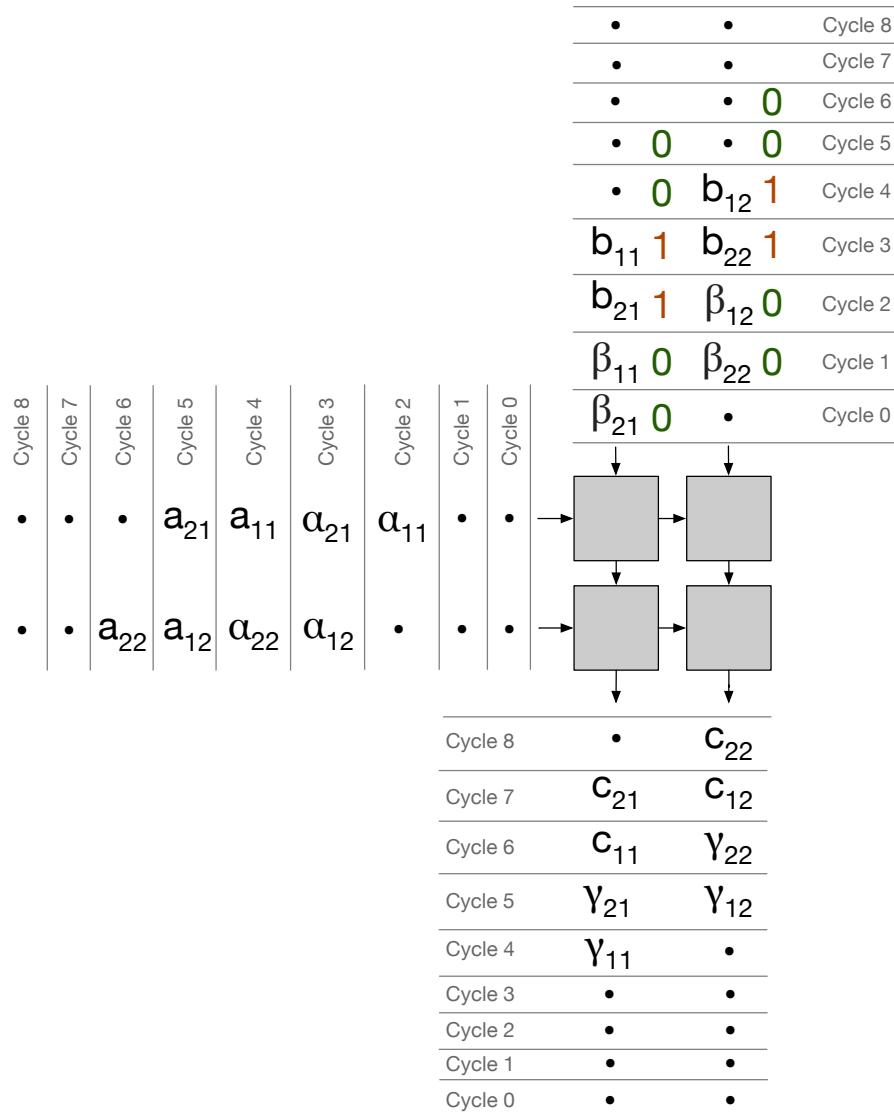 • • Cycle 8
• • Cycle 7
• • 0 Cycle 6
• 0 • 0 Cycle 5
• 0 b₁₂ 1 Cycle 4
b₁₁ 1 b₂₂ 1 Cycle 3
b₂₁ 1 β₁₂ 0 Cycle 2
β₁₁ 0 β₂₂ 0 Cycle 1
β₂₁ 0 • Cycle 0
Cycle 8 Cycle 7 Cycle 6 Cycle 5 Cycle 4 Cycle 3 Cycle 2 Cycle 1 Cycle 0
• • • a₂₁ a₁₁ α₂₁ α₁₁ • •
• • a₂₂ a₁₂ α₂₂ α₁₂ • • •
Cycle 8 • c₂₂
Cycle 7 c₂₁ c₁₂
Cycle 6 c₁₁ γ₂₂
Cycle 5 γ₂₁ γ₁₂
Cycle 4 γ₁₁ •
Cycle 3 • •
Cycle 2 • •
Cycle 1 • •
Cycle 0 • •